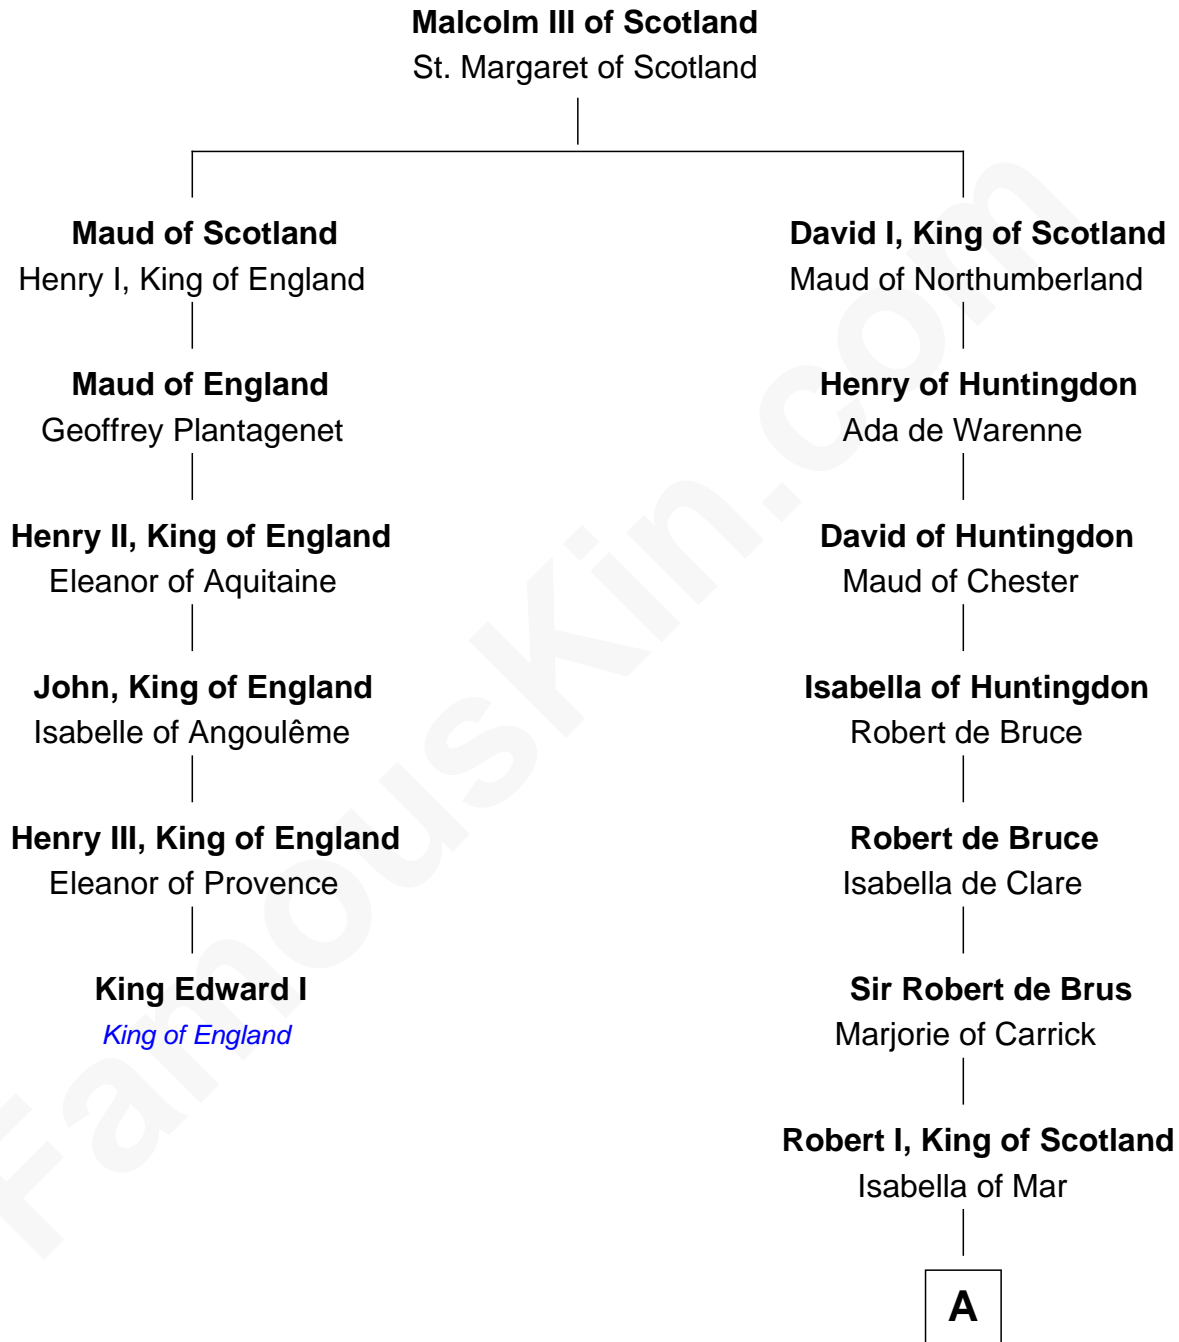 Malcolm III of Scotland
St. Margaret of Scotland
Maud of Scotland
Henry I, King of England
David I, King of Scotland
Maud of Northumberland
Maud of England
Geoffrey Plantagenet
Henry of Huntingdon
Ada de Warenne
Henry II, King of England
Eleanor of Aquitaine
David of Huntingdon
Maud of Chester
John, King of England
Isabelle of Angoulême
Isabella of Huntingdon
Robert de Bruce
Henry III, King of England
Eleanor of Provence
Robert de Bruce
Isabella de Clare
King Edward I
King of England
Sir Robert de Brus
Marjorie of Carrick
Robert I, King of Scotland
Isabella of Mar
A
FamousKin.com